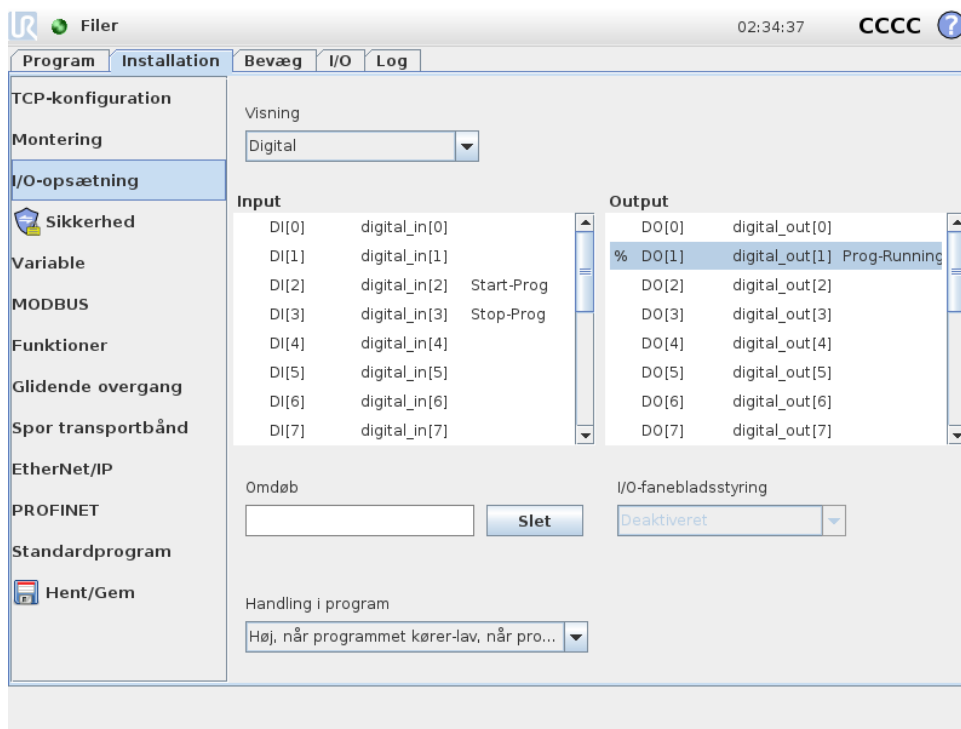 UR Filer 02:34:37 CCCC ?
Program Installation Bevæg I/O Log
TCP-konfiguration
Montering
I/O-opsætning
Sikkerhed
Variable
MODBUS
Funktioner
Glidende overgang
Spor transportbånd
EtherNet/IP
PROFINET
Standardprogram
Hent/Gem
Visning
Digital
Input
DI[0] digital_in[0]
DI[1] digital_in[1]
DI[2] digital_in[2] Start-Prog
DI[3] digital_in[3] Stop-Prog
DI[4] digital_in[4]
DI[5] digital_in[5]
DI[6] digital_in[6]
DI[7] digital_in[7]
Output
DO[0] digital_out[0]
% DO[1] digital_out[1] Prog-Running
DO[2] digital_out[2]
DO[3] digital_out[3]
DO[4] digital_out[4]
DO[5] digital_out[5]
DO[6] digital_out[6]
DO[7] digital_out[7]
Omdøb
Slet
I/O-fanebladsstyring
Deaktiveret
Handling i program
Høj, når programmet kører-lav, når pro...